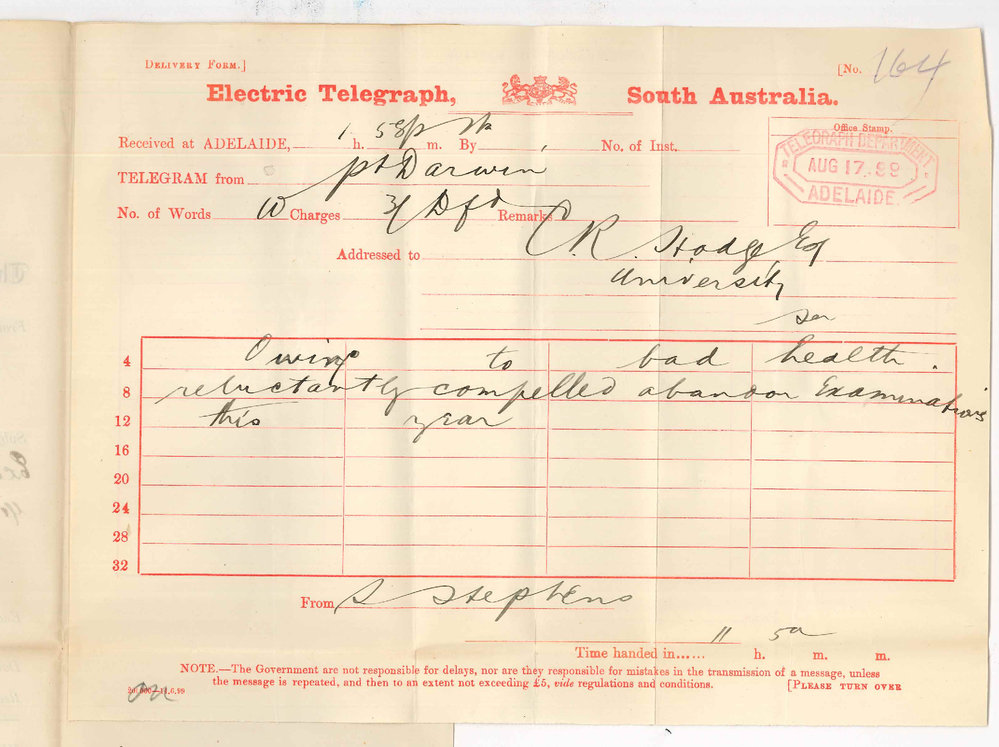 DELIVERY FORM.]
[No. 164
Electric Telegraph, South Australia.
Office Stamp.
TELEGRAPH DEPARTMENT
AUG 17.99
ADELAIDE.
Received at ADELAIDE, 1 h. 58p m. By No. of Inst.
TELEGRAM from pt Darwin
No. of Words 10 Charges 3/ Dfd Remarks
Addressed to C. R. Hodge, Esq
University
4 Owing to bad health.
8 reluctantly compelled abandon Examinations
12 this year
16
20
24
28
32
From S Stephens
Time handed in...... 11 h. 5a m. m.
NOTE.—The Government are not responsible for delays, nor are they responsible for mistakes in the transmission of a message, unless
the message is repeated, and then to an extent not exceeding £5, vide regulations and conditions. [PLEASE TURN OVER